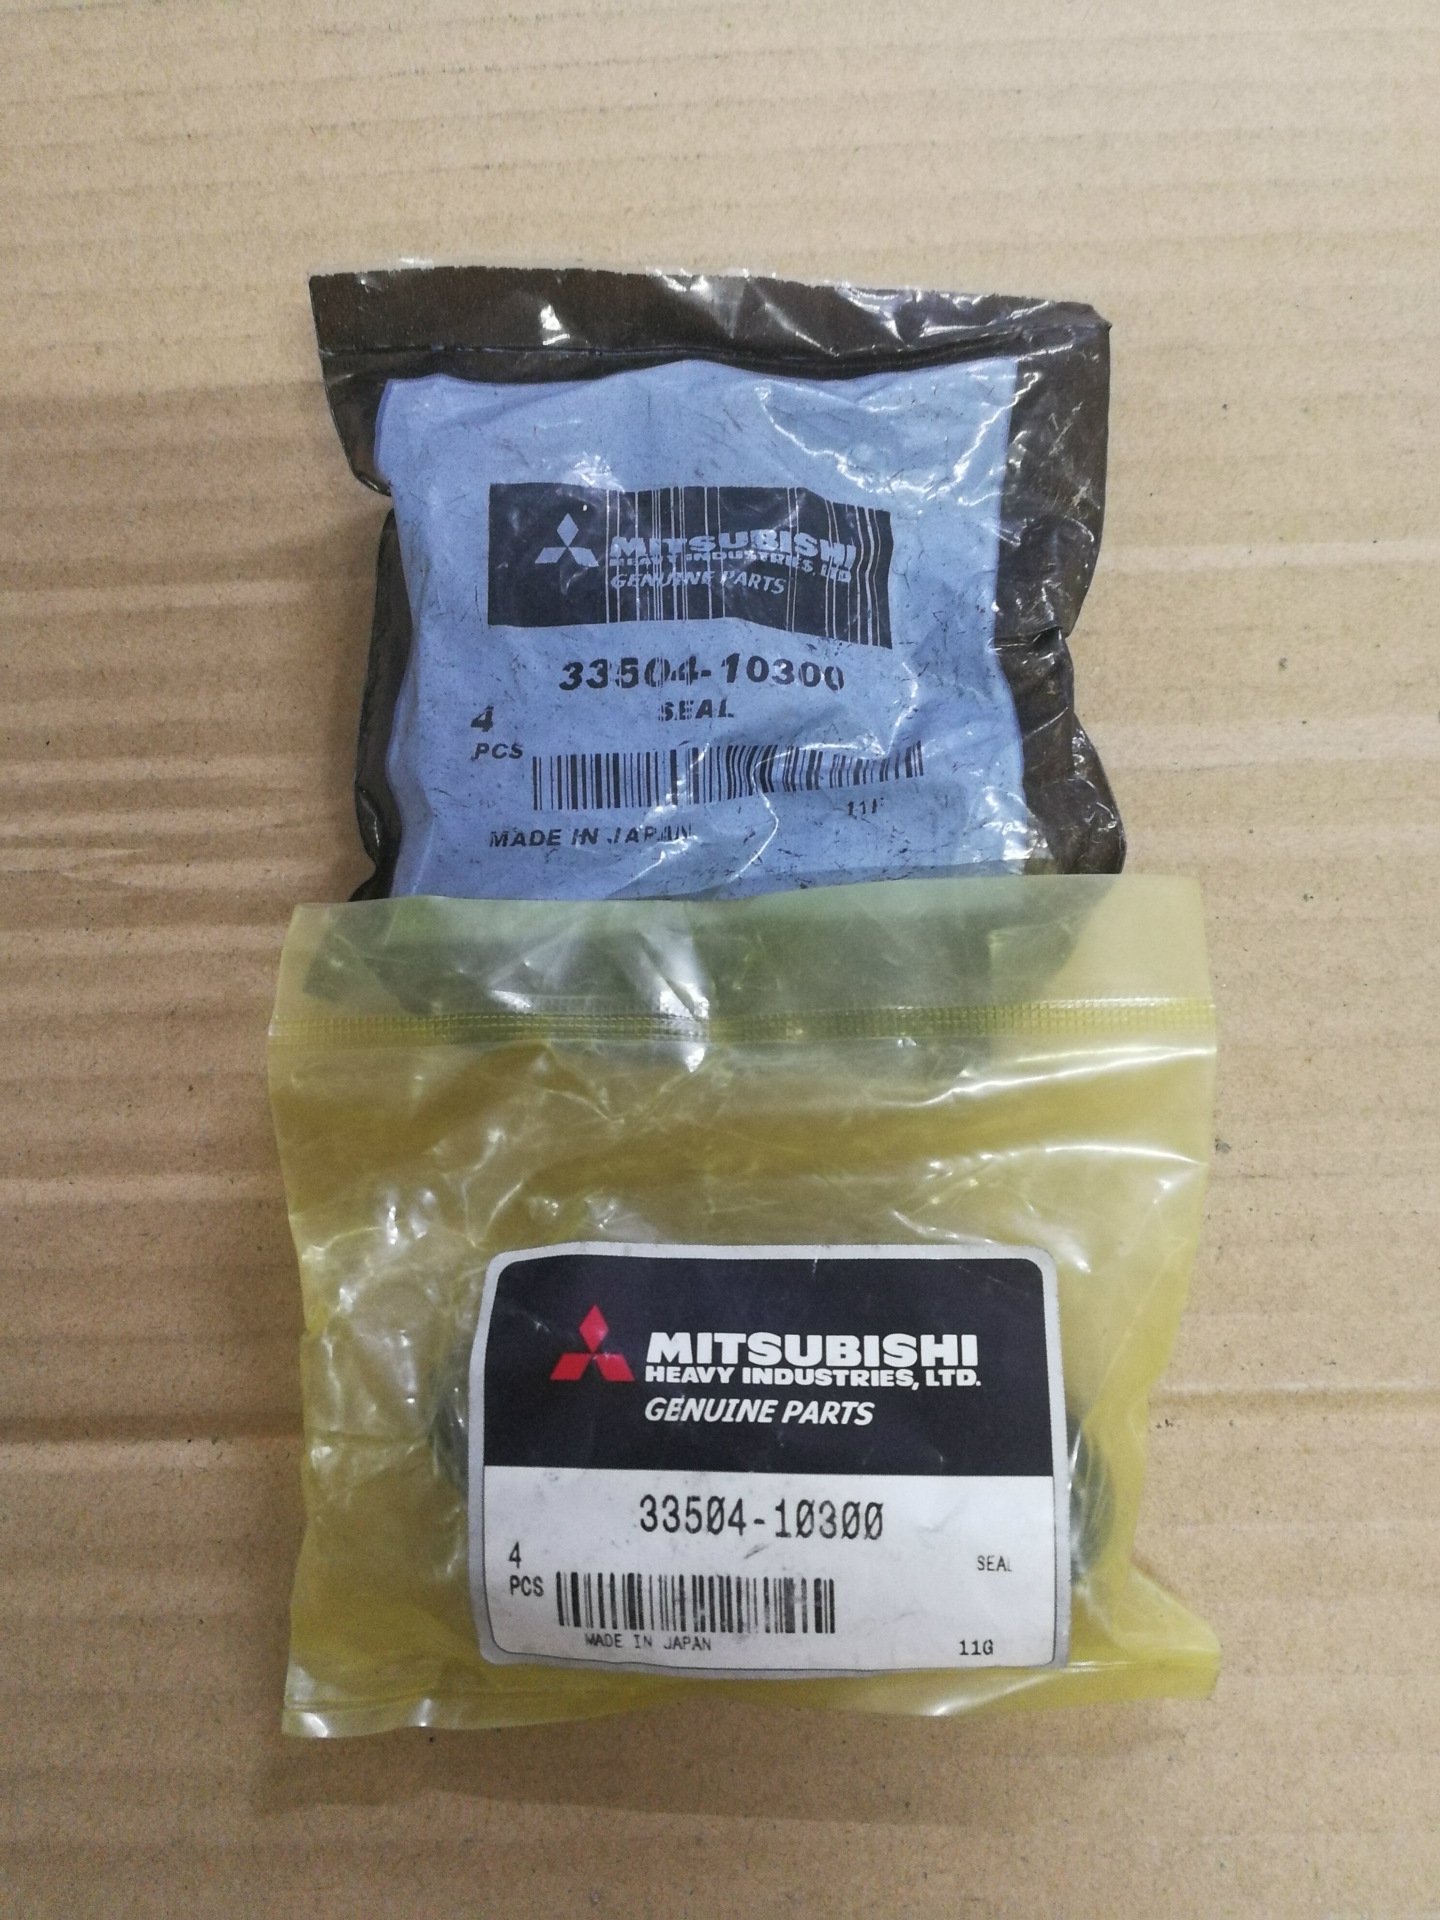 MITSUBISHI
HEAVY INDUSTRIES, LTD
GENUINE PARTS
33504-10300
SEAL
4
PCS
MADE IN JAPAN
MITSUBISHI
HEAVY INDUSTRIES, LTD.
GENUINE PARTS
33504-10300
4
PCS
SEAL
MADE IN JAPAN
11G